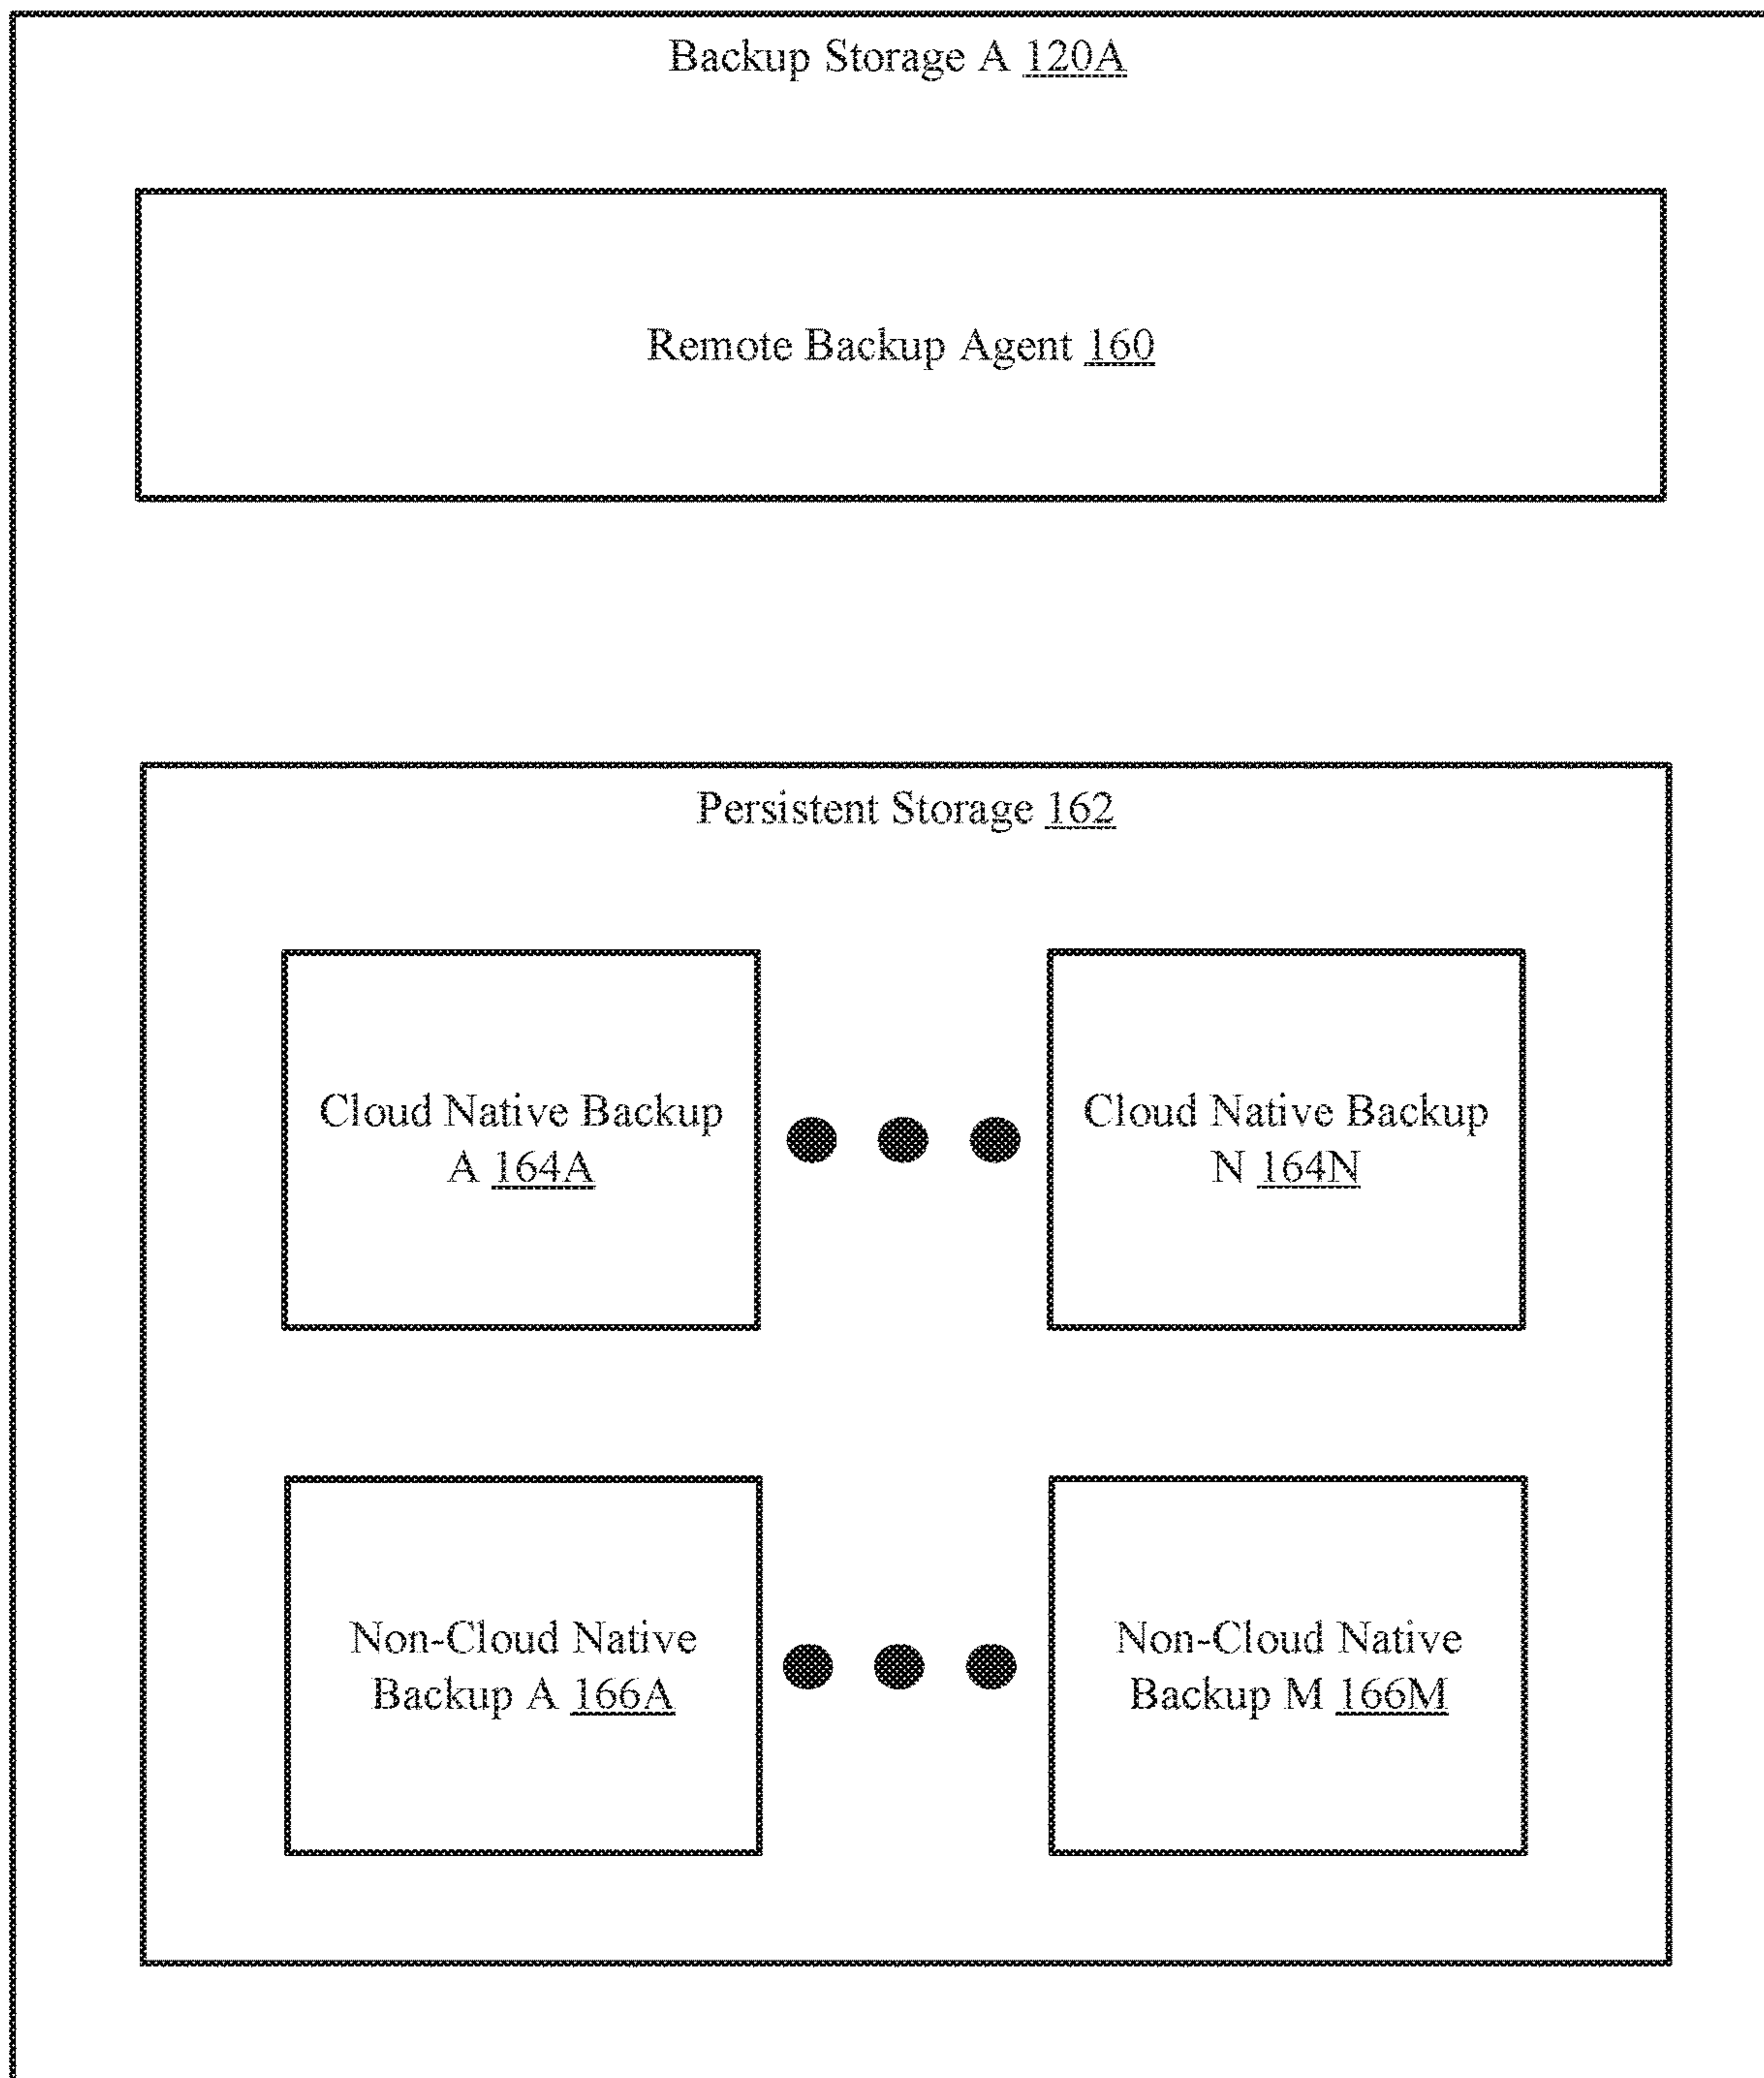 Backup Storage A 120A
Remote Backup Agent 160
Persistent Storage 162
Cloud Native Backup
A 164A
Cloud Native Backup
N 164N
Non-Cloud Native
Backup A 166A
Non-Cloud Native
Backup M 166M